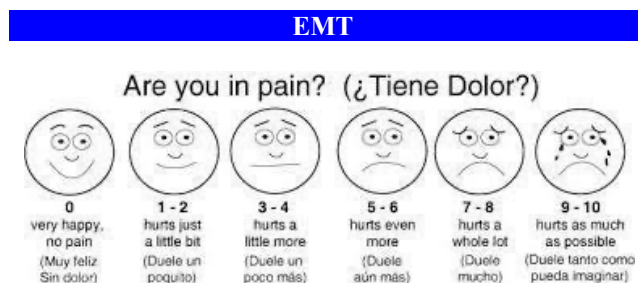 EMT
Are you in pain? (¿Tiene Dolor?)
0 1 - 2 3 - 4 5 - 6 7 - 8 9 - 10
very happy, hurts just hurts a hurts even hurts a hurts as much
no pain a little bit little more more whole lot as possible
(Muy feliz (Duele un (Duele un (Duele (Duele (Duele tanto como
Sin dolor) poquito) poco más) aún más) mucho) pueda imaginar)